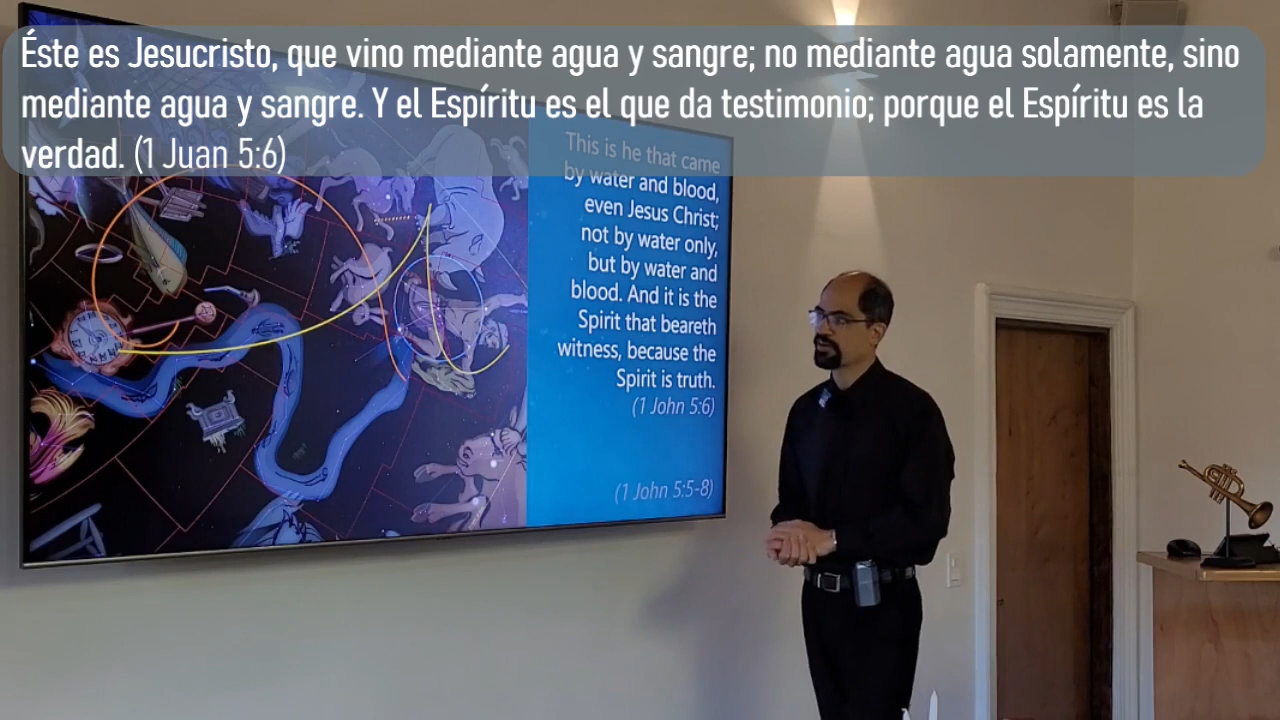 Éste es Jesucristo, que vino mediante agua y sangre; no mediante agua solamente, sino
mediante agua y sangre. Y el Espíritu es el que da testimonio; porque el Espíritu es la
verdad. (1 Juan 5:6)
This is he that came
by water and blood,
even Jesus Christ;
not by water only,
but by water and
blood. And it is the
Spirit that beareth
witness, because the
Spirit is truth.
(1 John 5:6)
(1 John 5:5-8)